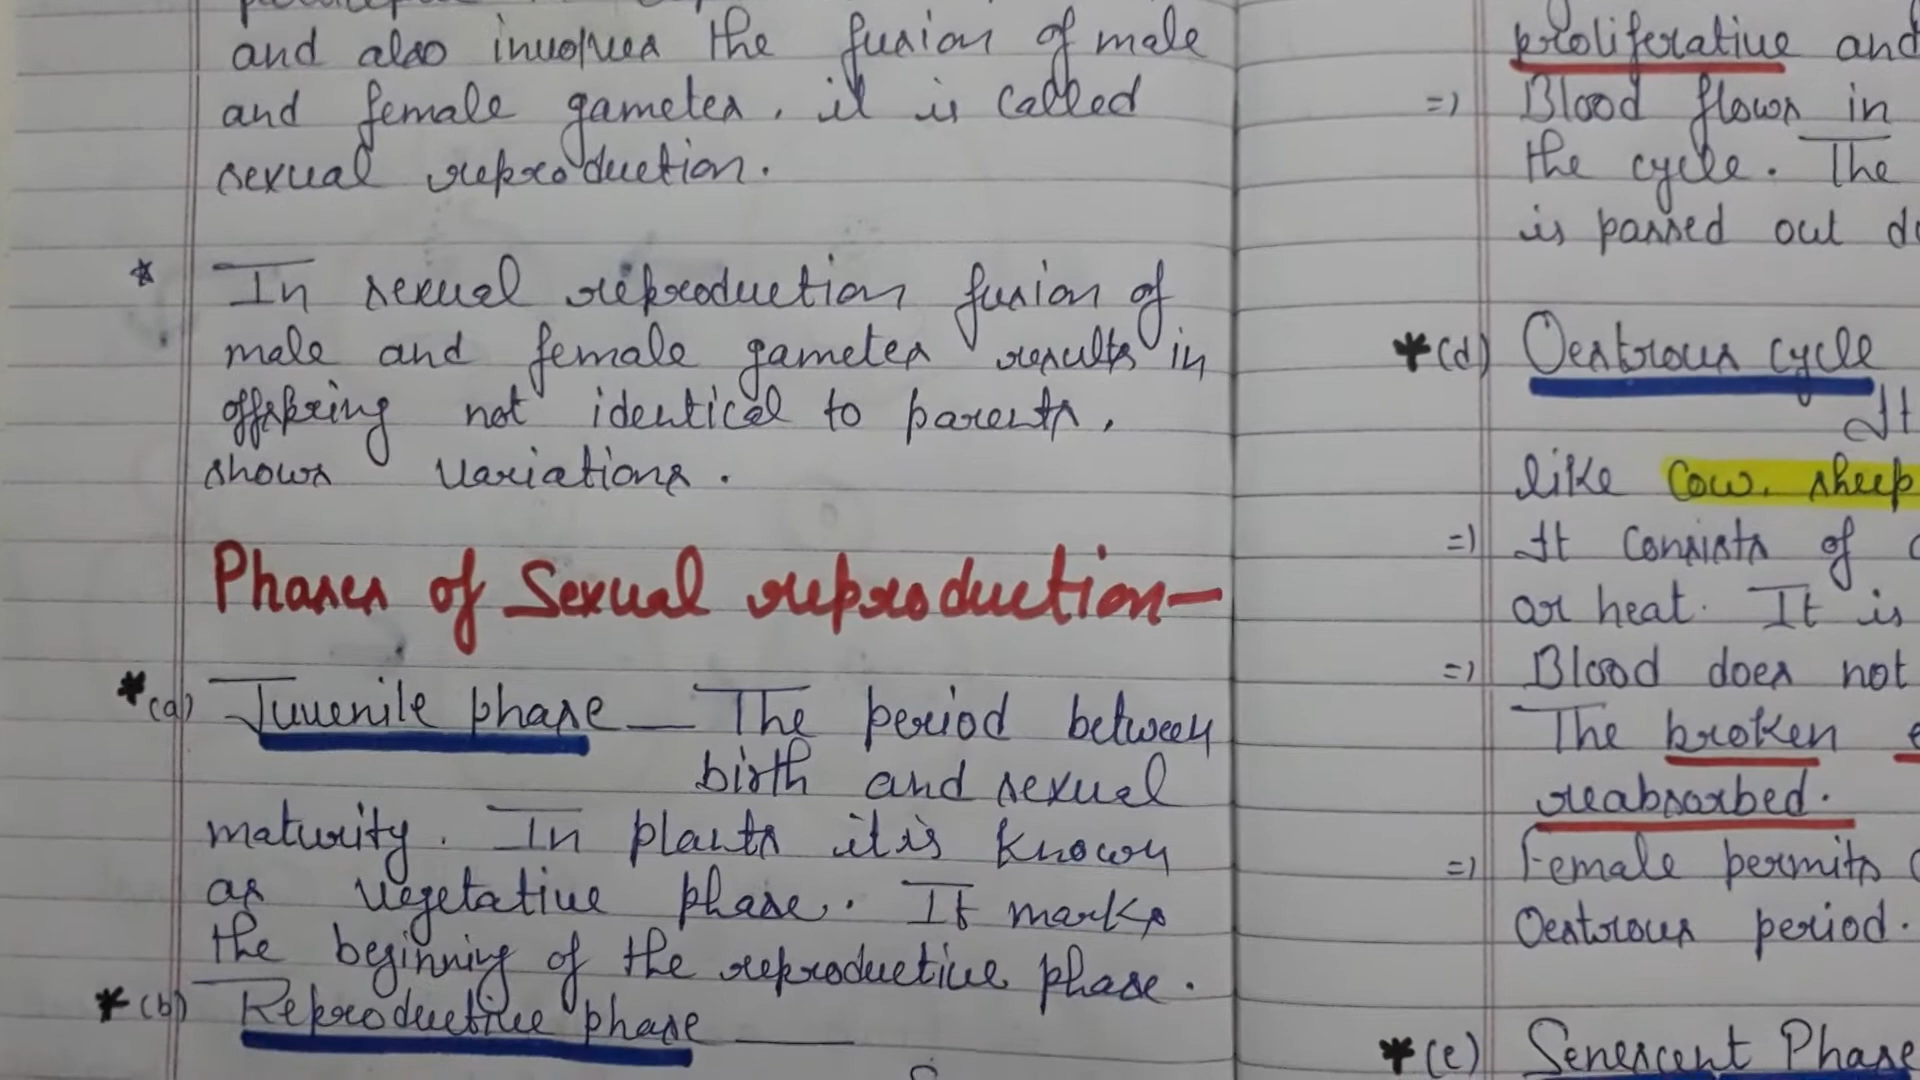 and also involves the fusion of male
and female gametes, it is called
sexual reproduction.
* In sexual reproduction fusion of
male and female gametes results in
offspring not identical to parents,
shows variations.
Phases of Sexual reproduction-
*(a) Juvenile phase — The period between
birth and sexual
maturity. In plants it is known
as vegetative phase. It marks
the beginning of the reproductive phase.
*(b) Reproductive phase —
proliferative and
=) Blood flows in
the cycle. The
is passed out
*(d) Oestrous cycle
It
like Cow, sheep
=) It consists of
or heat. It is
=) Blood does not
The broken
reabsorbed.
=) Female permits
Oestrous period.
*(e) Senescent Phase